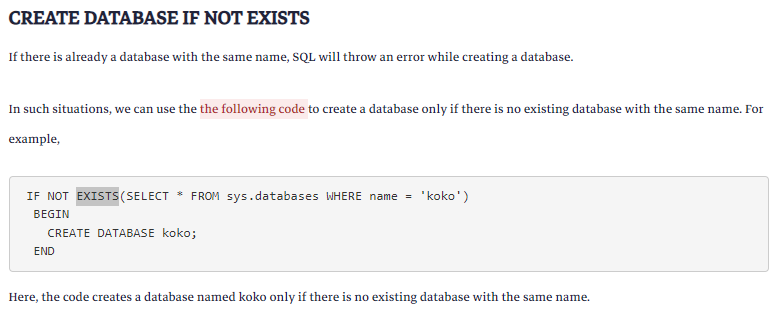 CREATE DATABASE IF NOT EXISTS
If there is already a database with the same name, SQL will throw an error while creating a database.
In such situations, we can use the the following code to create a database only if there is no existing database with the same name. For
example,
IF NOT EXISTS(SELECT * FROM sys.databases WHERE name = 'koko')
BEGIN
CREATE DATABASE koko;
END
Here, the code creates a database named koko only if there is no existing database with the same name.